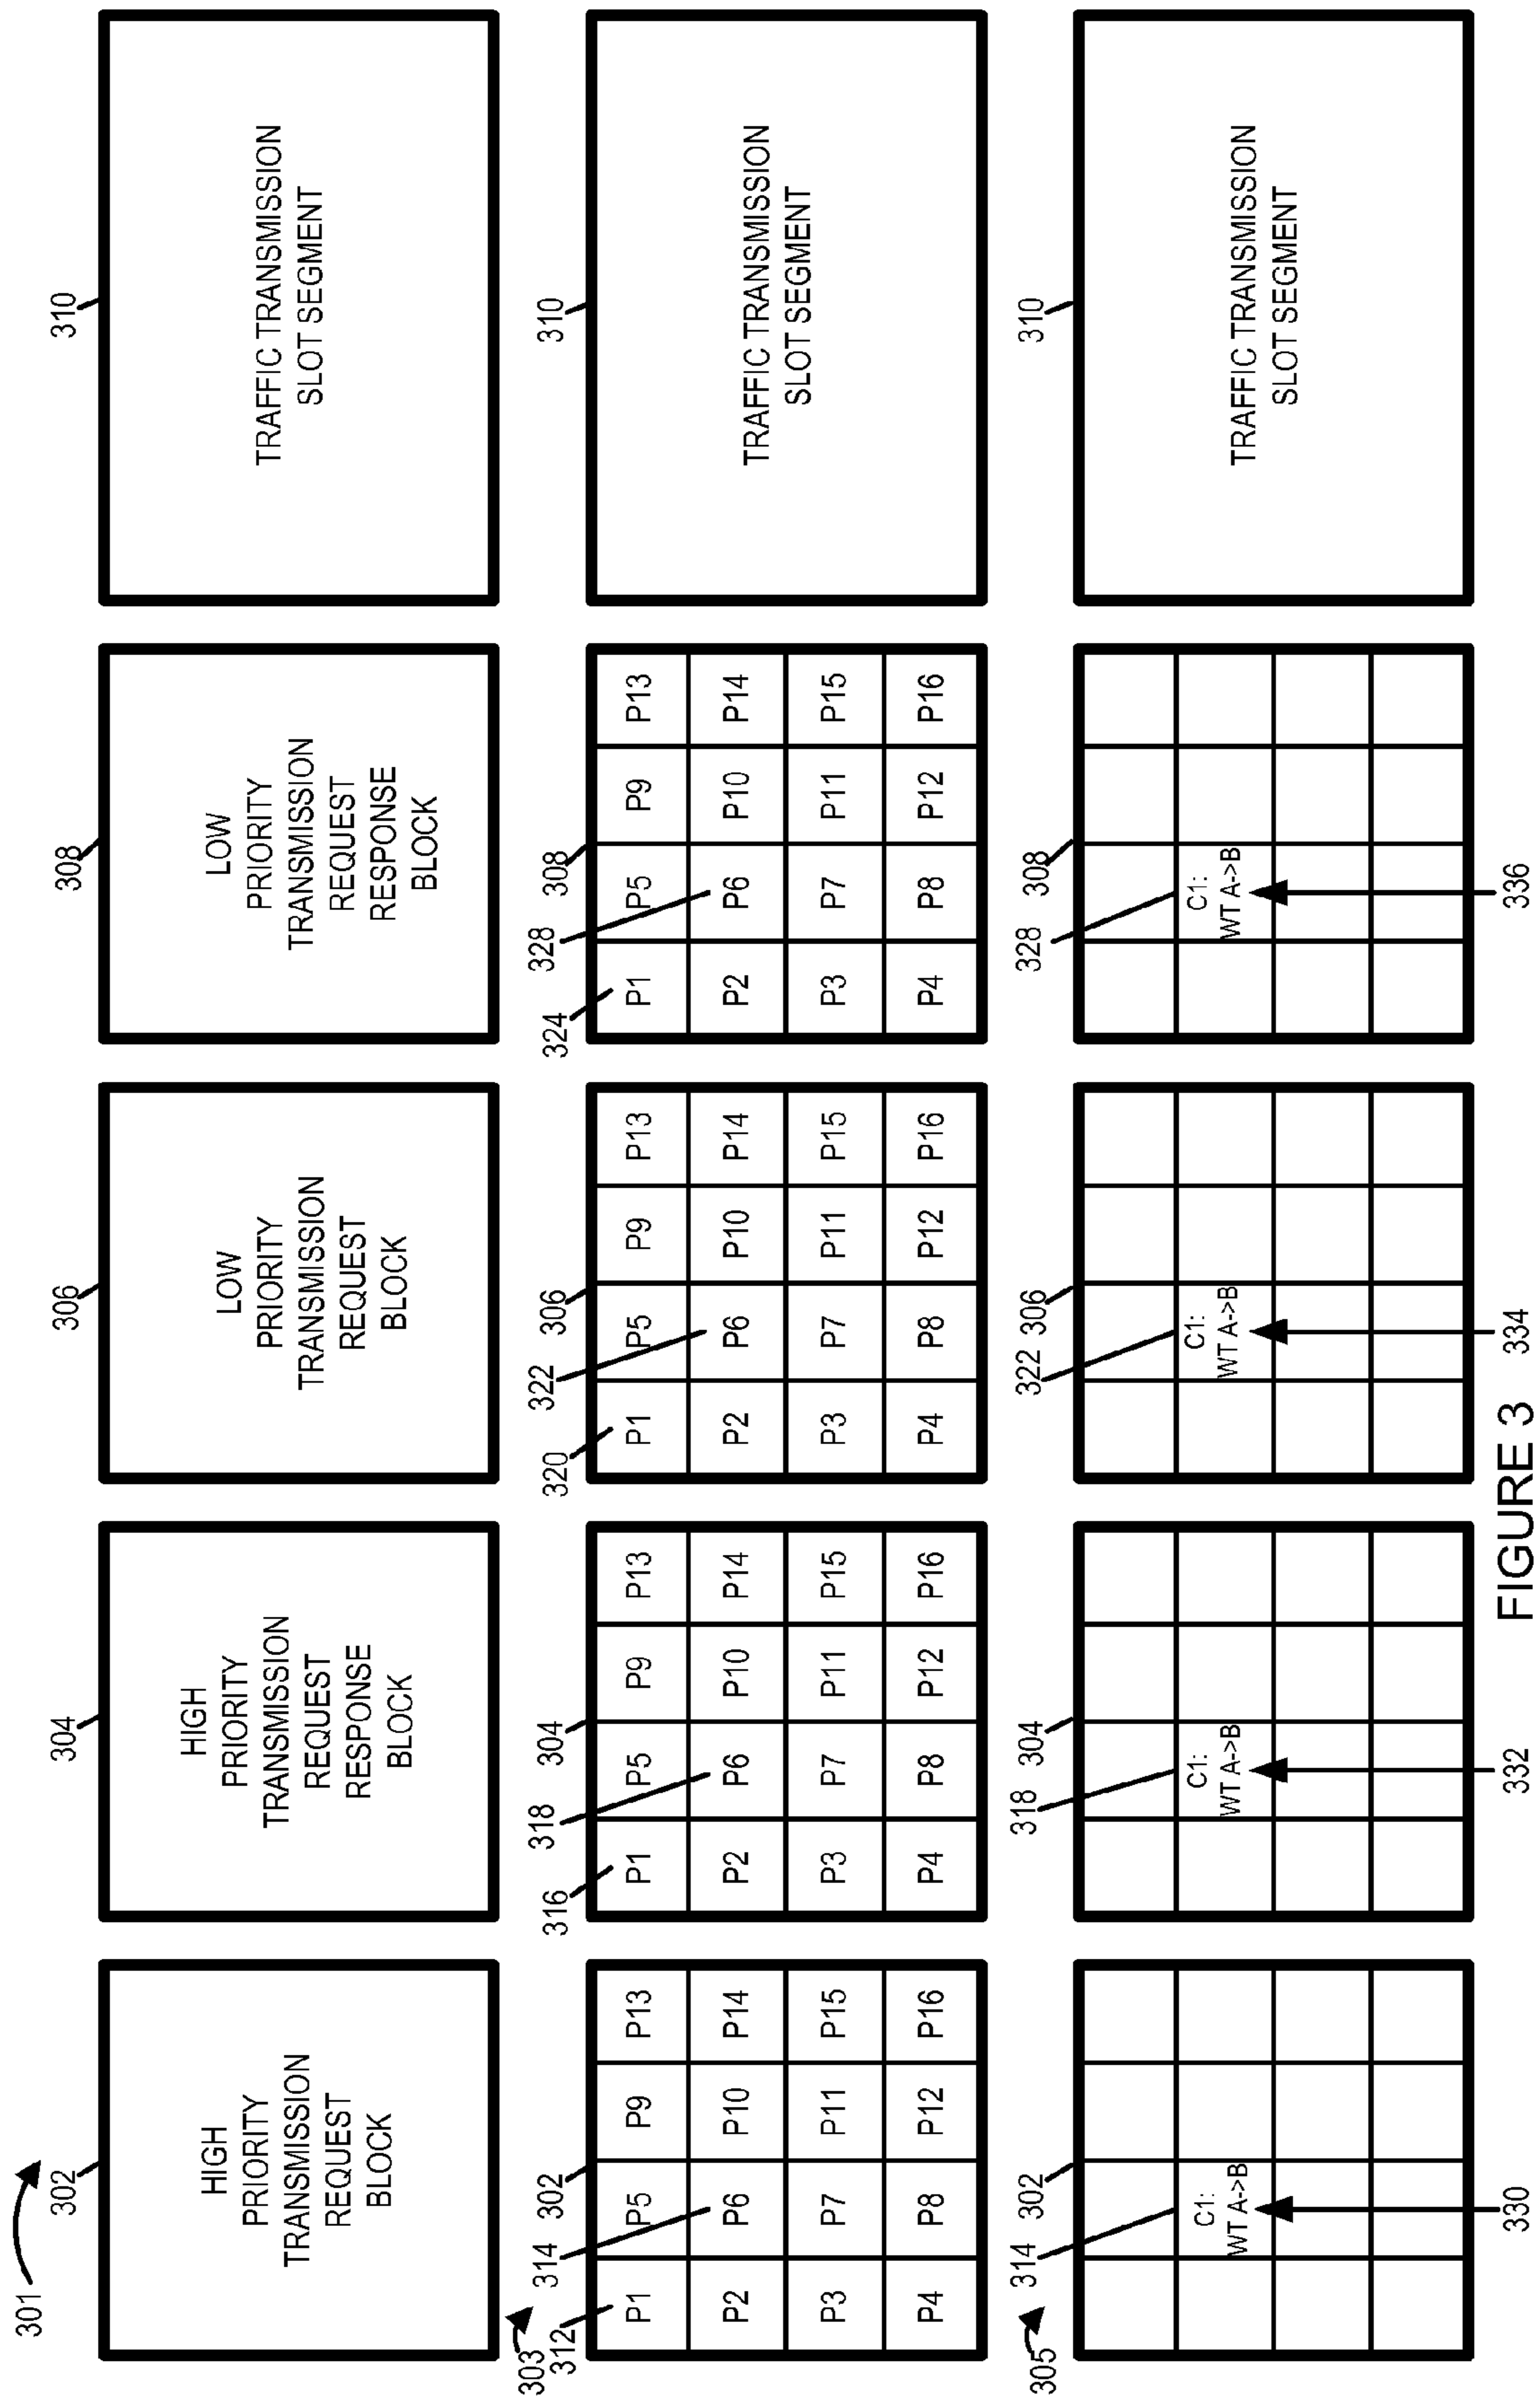 301
302
304
306
308
310
HIGH
PRIORITY
TRANSMISSION
REQUEST
BLOCK
HIGH
PRIORITY
TRANSMISSION
REQUEST
RESPONSE
BLOCK
LOW
PRIORITY
TRANSMISSION
REQUEST
BLOCK
LOW
PRIORITY
TRANSMISSION
REQUEST
RESPONSE
BLOCK
TRAFFIC TRANSMISSION
SLOT SEGMENT
303
312
314
302
316
318
304
320
322
306
324
328
308
310
P1 P5 P9 P13
P2 P6 P10 P14
P3 P7 P11 P15
P4 P8 P12 P16
P1 P5 P9 P13
P2 P6 P10 P14
P3 P7 P11 P15
P4 P8 P12 P16
P1 P5 P9 P13
P2 P6 P10 P14
P3 P7 P11 P15
P4 P8 P12 P16
P1 P5 P9 P13
P2 P6 P10 P14
P3 P7 P11 P15
P4 P8 P12 P16
TRAFFIC TRANSMISSION
SLOT SEGMENT
305
314
302
318
304
322
306
328
308
310
C1:
WT A->B
C1:
WT A->B
C1:
WT A->B
C1:
WT A->B
TRAFFIC TRANSMISSION
SLOT SEGMENT
330
332
334
336
FIGURE 3